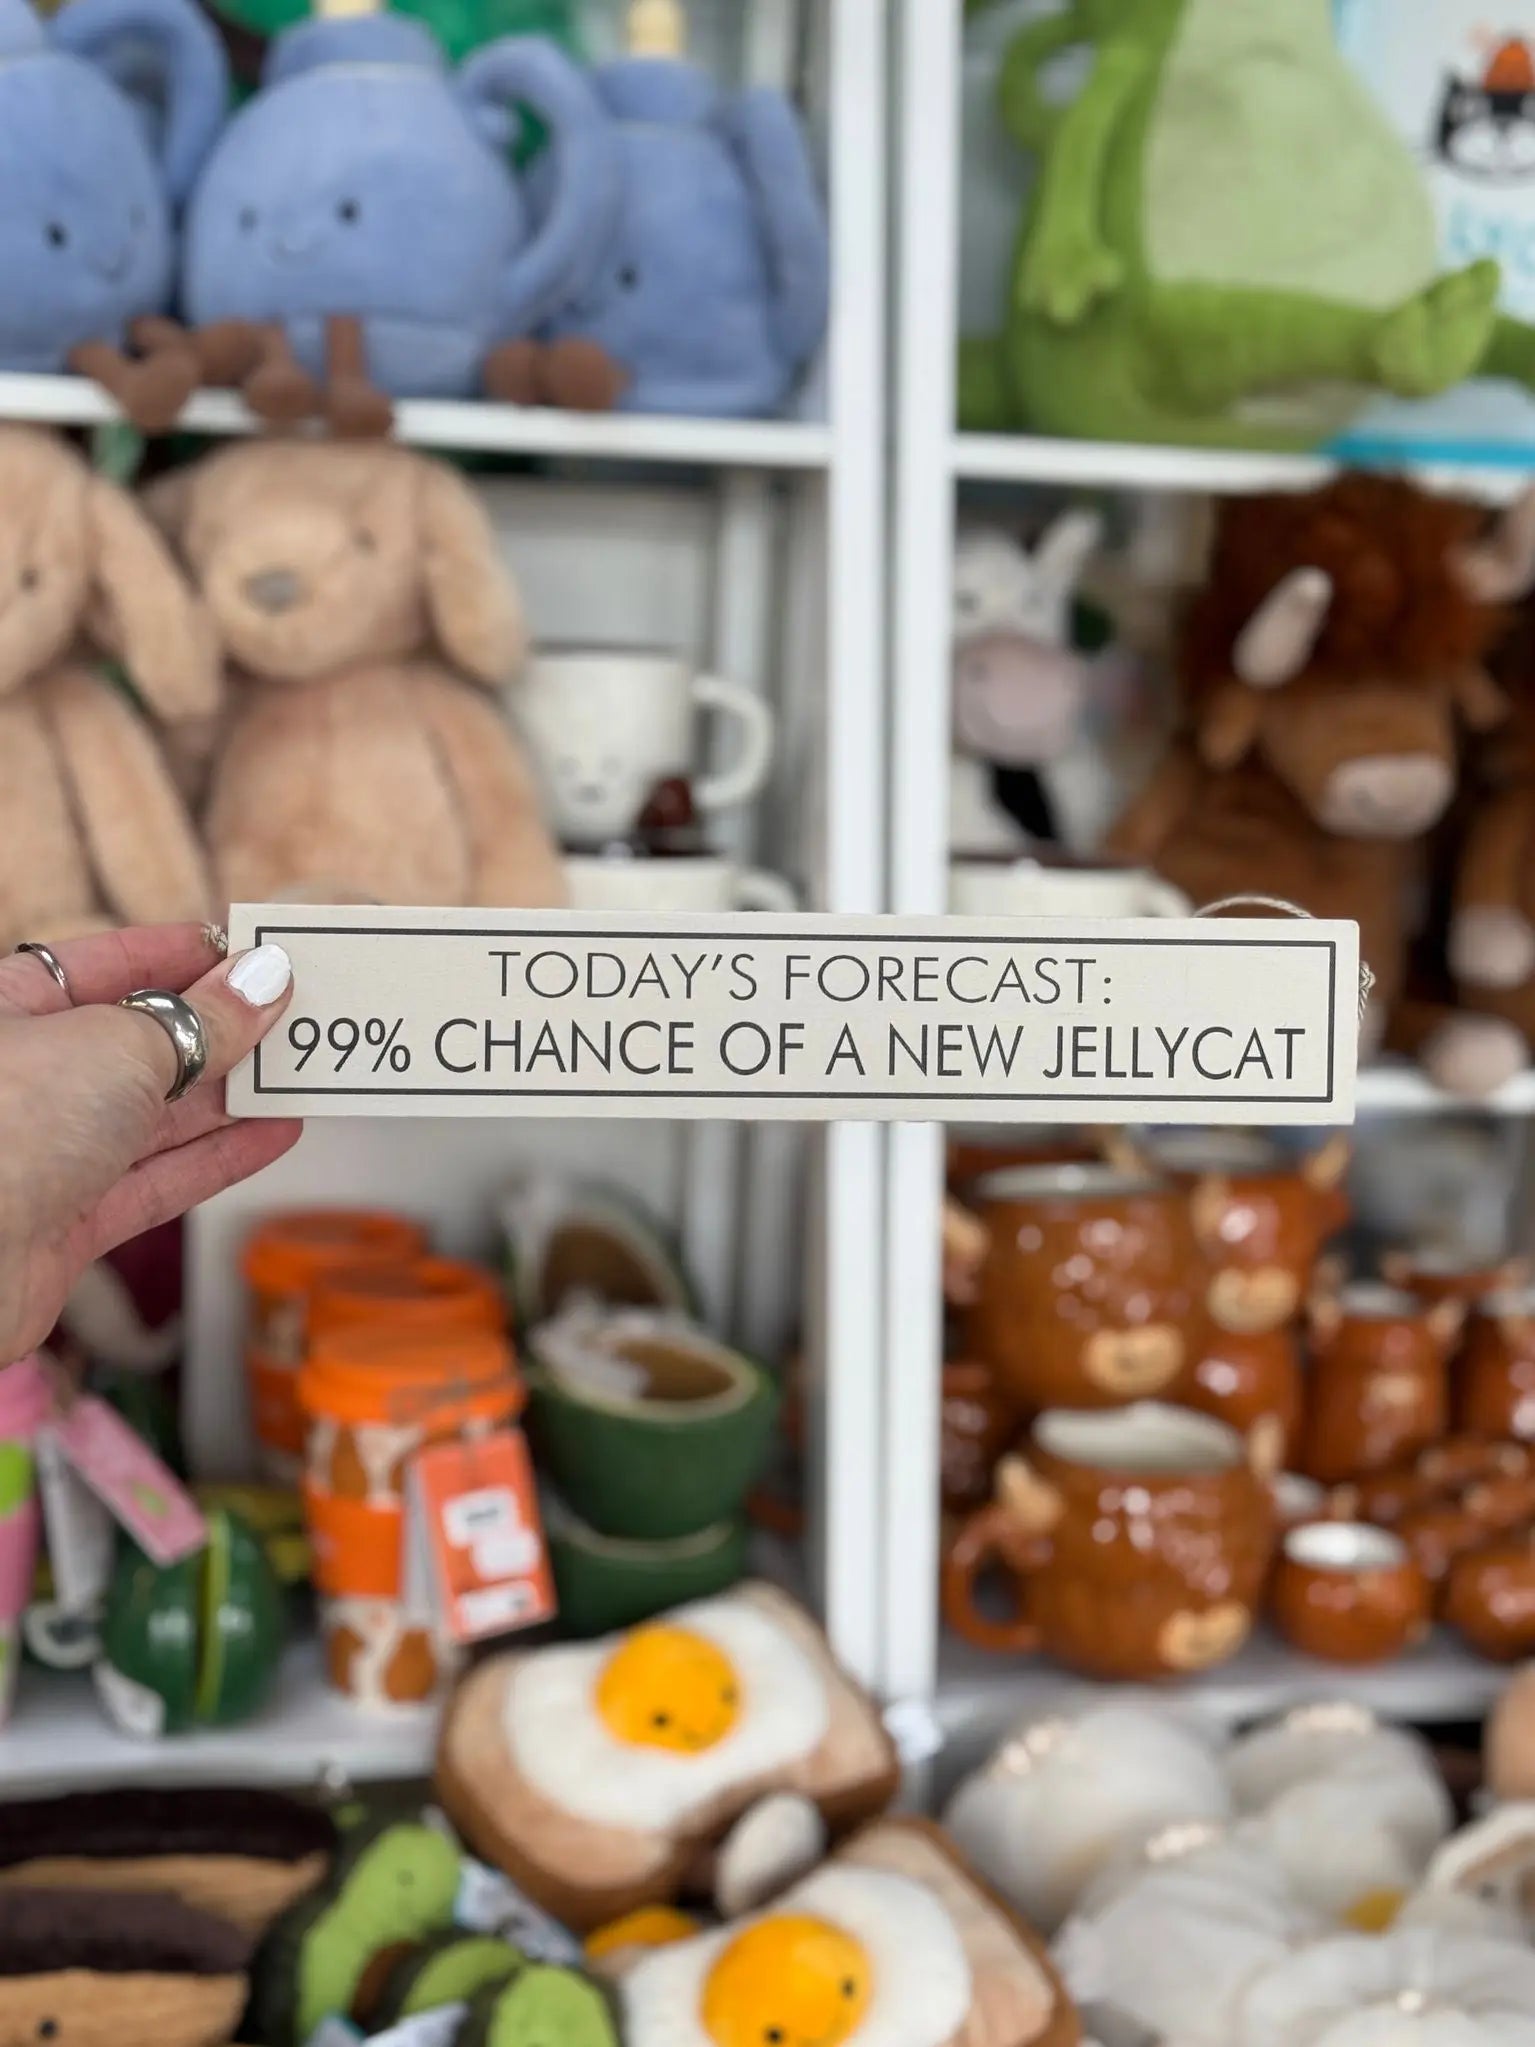 TODAY'S FORECAST:
99% CHANCE OF A NEW JELLYCAT